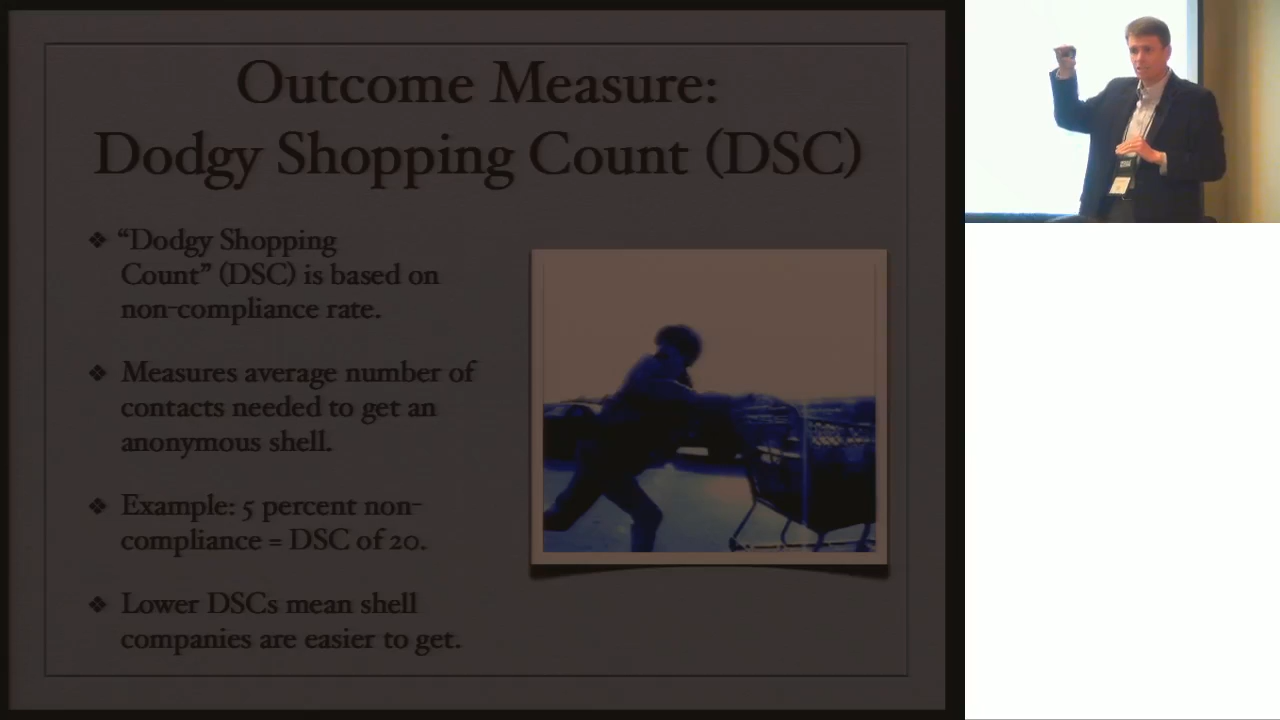 Outcome Measure:
Dodgy Shopping Count (DSC)
❖ “Dodgy Shopping
Count” (DSC) is based on
non-compliance rate.
❖ Measures average number of
contacts needed to get an
anonymous shell.
❖ Example: 5 percent non-
compliance = DSC of 20.
❖ Lower DSCs mean shell
companies are easier to get.